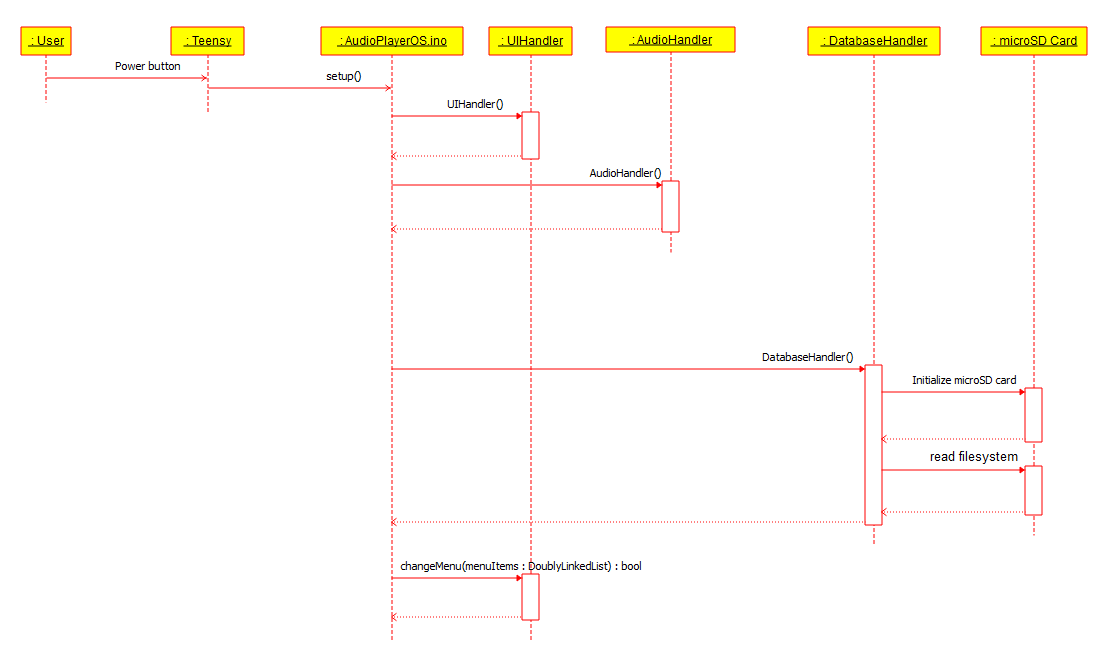 : User
: Teensy
: AudioPlayerOS.ino
: UIHandler
: AudioHandler
: DatabaseHandler
: microSD Card
Power button
setup()
UIHandler()
AudioHandler()
DatabaseHandler()
Initialize microSD card
read filesystem
changeMenu(menuItems : DoublyLinkedList) : bool